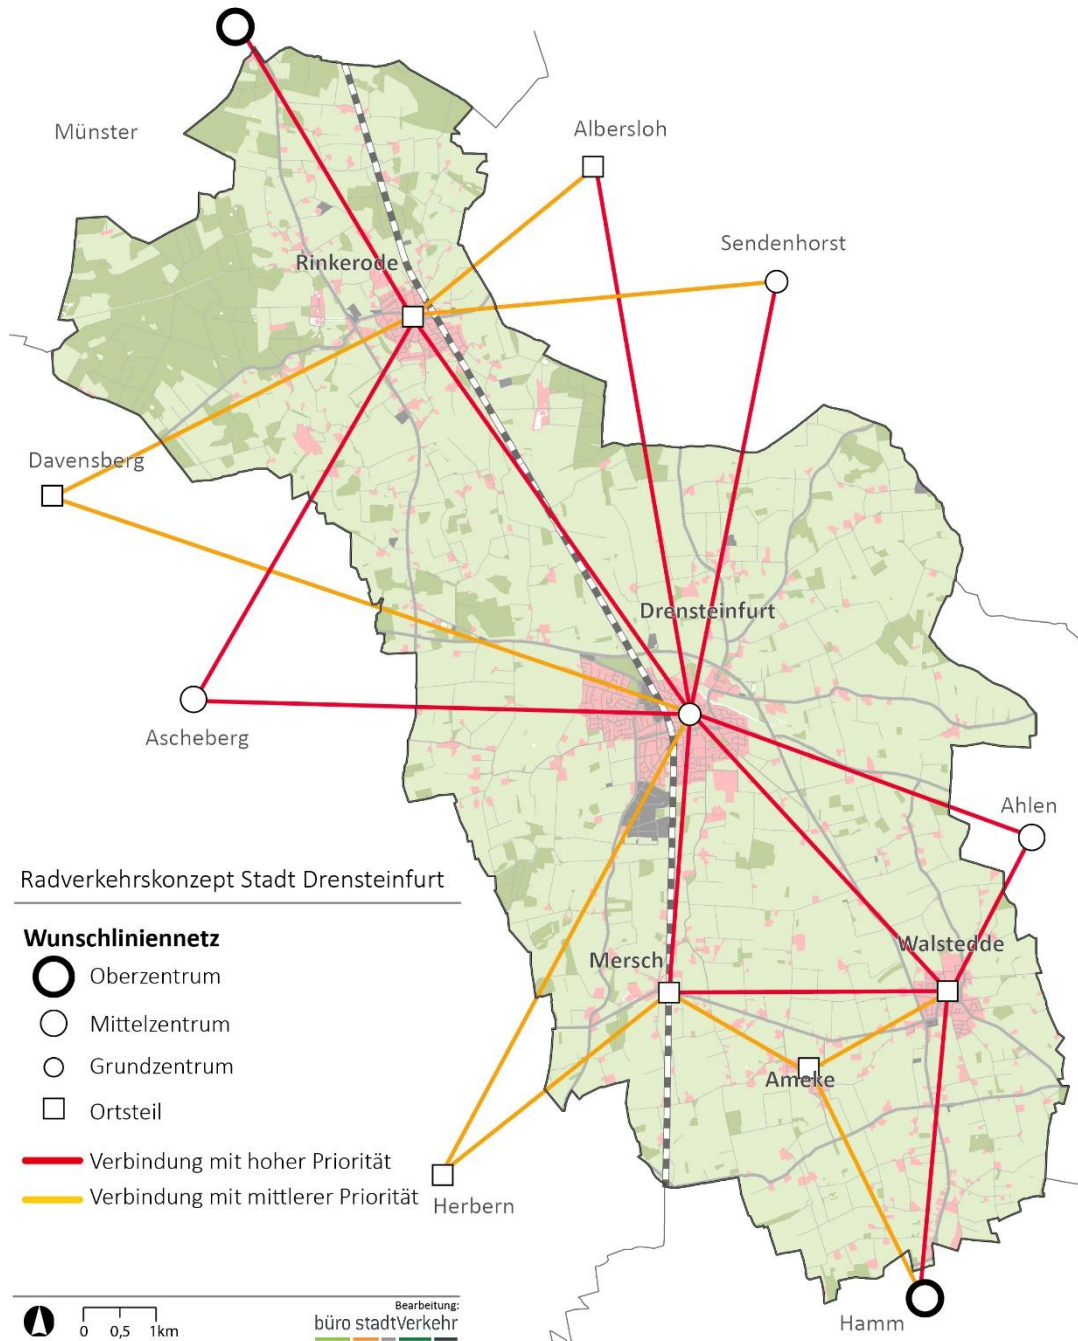 Münster
Albersloh
Sendenhorst
Rinkerode
Davensberg
Drensteinfurt
Ascheberg
Ahlen
Radverkehrskonzept Stadt Drensteinfurt
Wunschliniennetz
Oberzentrum
Mittelzentrum
Grundzentrum
Ortsteil
Verbindung mit hoher Priorität
Verbindung mit mittlerer Priorität
Walstedde
Mersch
Ameke
Herbern
Hamm
0 0,5 1km
Bearbeitung:
büro stadtVerkehr